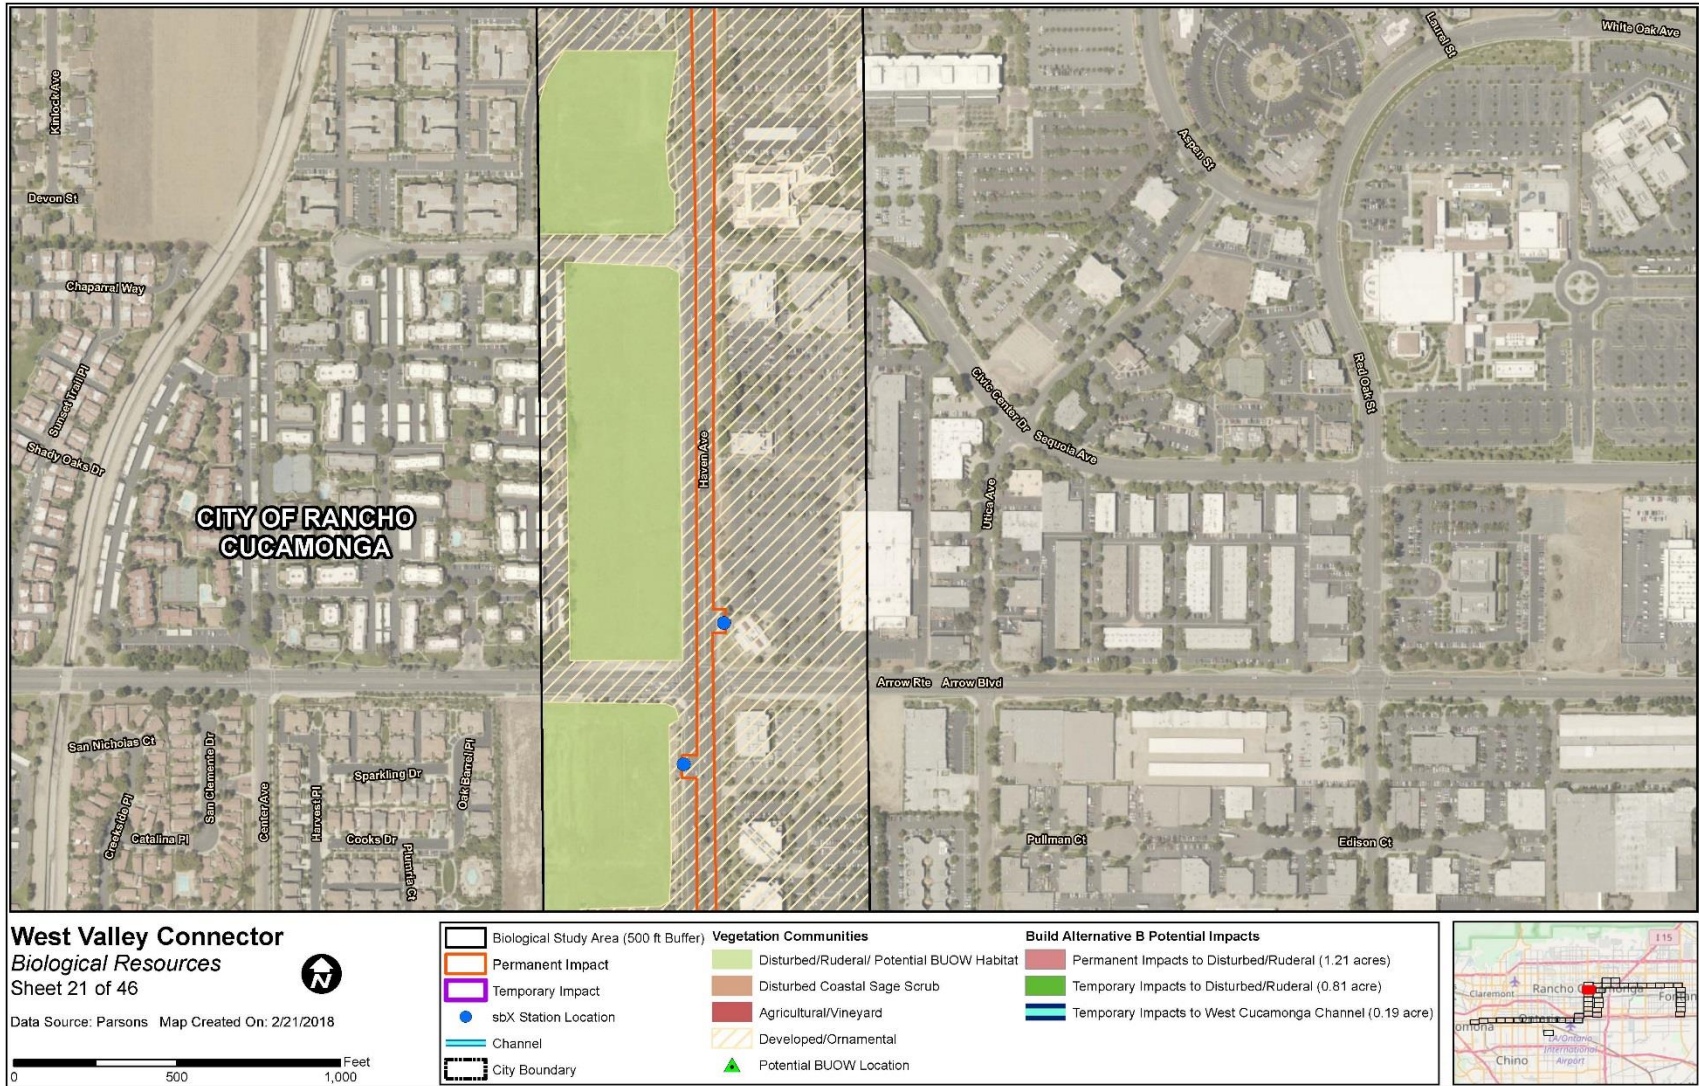 White Oak Ave
Laurel St
Kinlock Ave
Aspen St
Devon St
Chaparral Way
Sunset Trail Pl
Red Oak St
Civic Center Dr
Sequoia Ave
Shady Oaks Dr
Haven Ave
Utica Ave
CITY OF RANCHO
CUCAMONGA
Arrow Rte Arrow Blvd
San Nicholas Ct
San Clemente Dr
Sparkling Dr
Oak Barrel Pl
Center Ave
Harvest Pl
Creekside Pl
Catalina Pl
Cooks Dr
Plumria Ct
Pullman Ct
Edison Ct
West Valley Connector
Biological Resources
Sheet 21 of 46
N
Data Source: Parsons Map Created On: 2/21/2018
Feet
0 500 1,000
Biological Study Area (500 ft Buffer)
Permanent Impact
Temporary Impact
sbX Station Location
Channel
City Boundary
Vegetation Communities
Disturbed/Ruderal/ Potential BUOW Habitat
Disturbed Coastal Sage Scrub
Agricultural/Vineyard
Developed/Ornamental
Potential BUOW Location
Build Alternative B Potential Impacts
Permanent Impacts to Disturbed/Ruderal (1.21 acres)
Temporary Impacts to Disturbed/Ruderal (0.81 acre)
Temporary Impacts to West Cucamonga Channel (0.19 acre)
I 15
Claremont
LA/Ontario
International
Airport
Chino